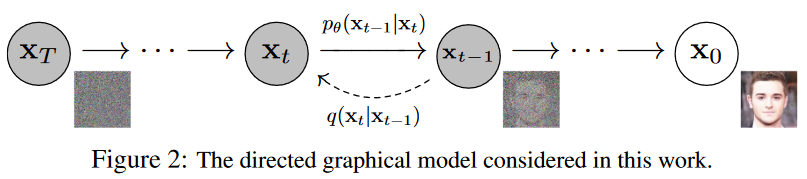 p_θ(x_{t−1}|x_t)
x_T → ··· → x_t → x_{t−1} → ··· → x_0
q(x_t|x_{t−1})
Figure 2: The directed graphical model considered in this work.